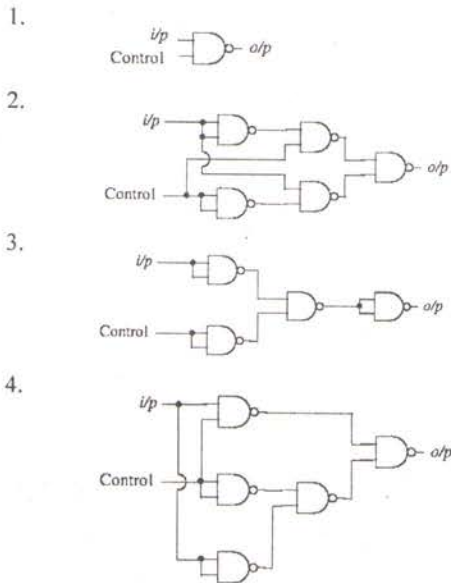 1.
i/p
Control
o/p
2.
i/p
Control
o/p
3.
i/p
Control
o/p
4.
i/p
Control
o/p